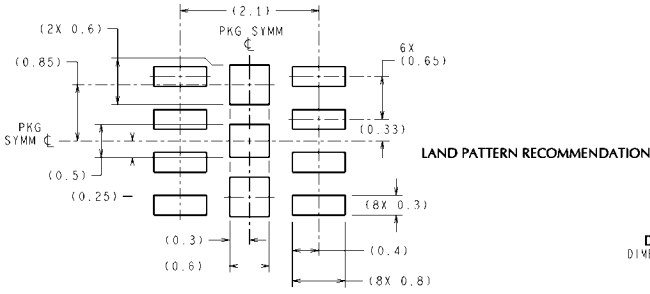 (2.1)
(2X 0.6)
PKG SYMM
℄
6X
(0.65)
(0.85)
(0.33)
PKG
SYMM ℄
LAND PATTERN RECOMMENDATION
(0.5)
(0.25)
(8X 0.3)
(0.3)
(0.4)
(0.6)
(8X 0.8)
D
DIM